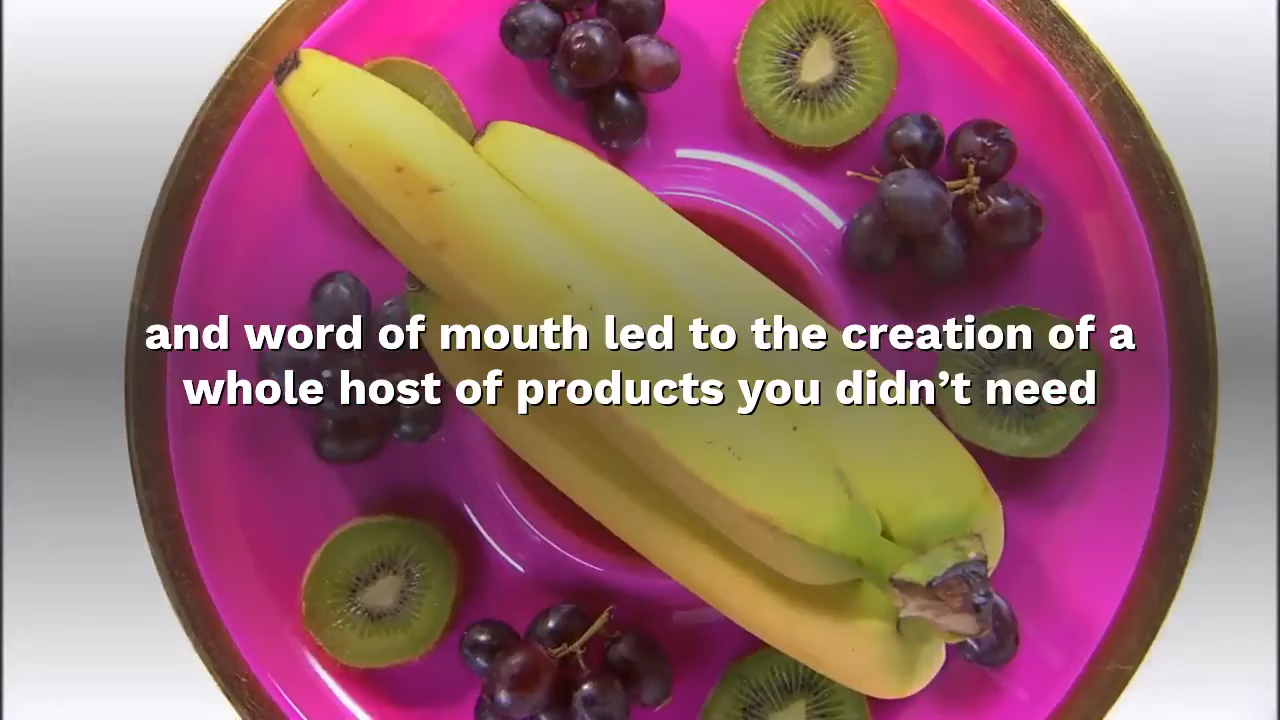 and word of mouth led to the creation of a
whole host of products you didn’t need